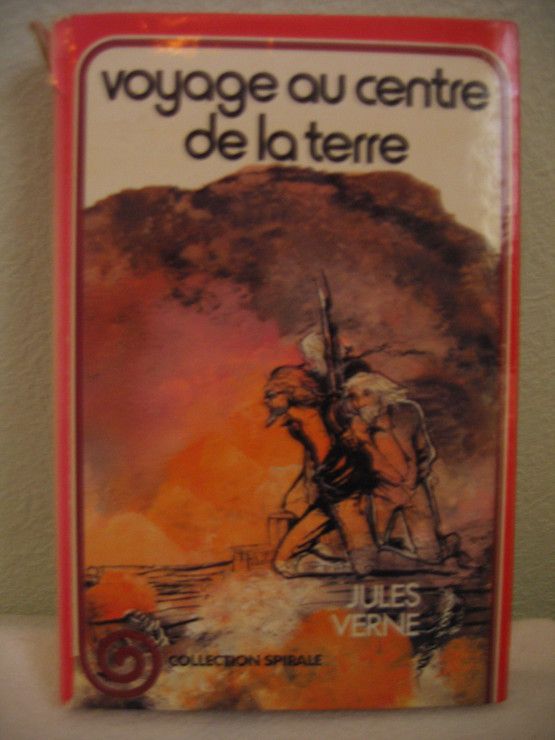 voyage au centre
de la terre
JULES
VERNE
COLLECTION SPIRALE